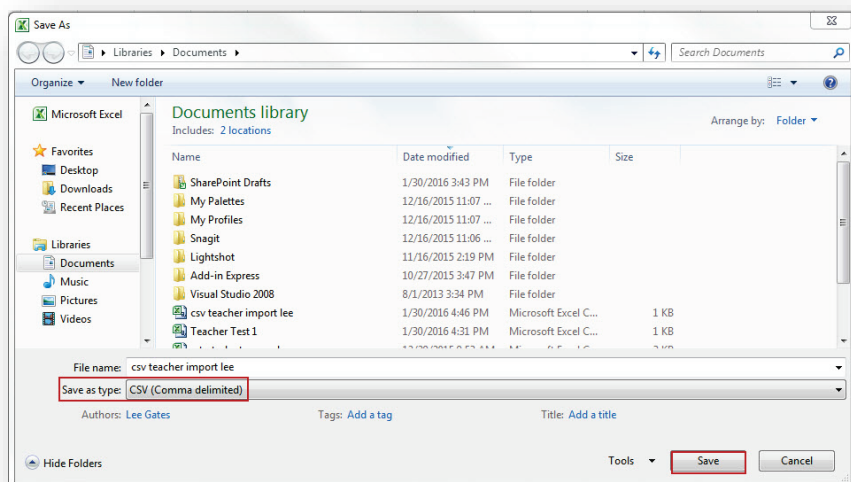 Save As
Libraries Documents
Search Documents
Organize New folder
Microsoft Excel
Favorites
Desktop
Downloads
Recent Places
Libraries
Documents
Music
Pictures
Videos
Documents library
Includes: 2 locations
Arrange by: Folder
Name Date modified Type Size
SharePoint Drafts 1/30/2016 3:43 PM File folder
My Palettes 12/16/2015 11:07 ... File folder
My Profiles 12/16/2015 11:07 ... File folder
Snagit 12/16/2015 11:06 ... File folder
Lightshot 11/16/2015 2:19 PM File folder
Add-in Express 10/27/2015 3:47 PM File folder
Visual Studio 2008 8/1/2013 3:34 PM File folder
csv teacher import lee 1/30/2016 4:46 PM Microsoft Excel C... 1 KB
Teacher Test 1 1/30/2016 4:31 PM Microsoft Excel C... 1 KB
File name: csv teacher import lee
Save as type: CSV (Comma delimited)
Authors: Lee Gates Tags: Add a tag Title: Add a title
Hide Folders Tools Save Cancel